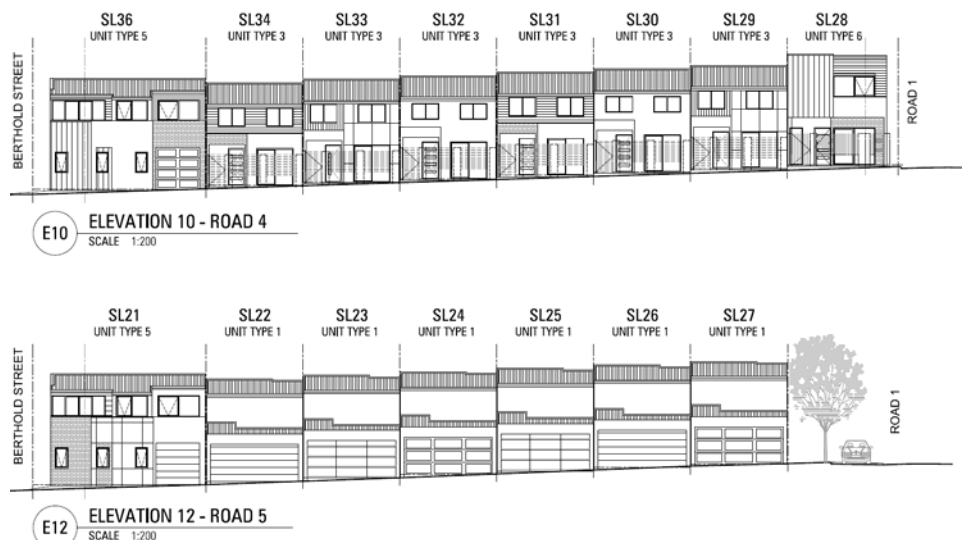 SL36 SL34 SL33 SL32 SL31 SL30 SL29 SL28
UNIT TYPE 5 UNIT TYPE 3 UNIT TYPE 3 UNIT TYPE 3 UNIT TYPE 3 UNIT TYPE 3 UNIT TYPE 3 UNIT TYPE 6
BERTHOLD STREET
ROAD 1
E10 ELEVATION 10 - ROAD 4
SCALE 1:200
SL21 SL22 SL23 SL24 SL25 SL26 SL27
UNIT TYPE 5 UNIT TYPE 1 UNIT TYPE 1 UNIT TYPE 1 UNIT TYPE 1 UNIT TYPE 1 UNIT TYPE 1
BERTHOLD STREET
ROAD 1
E12 ELEVATION 12 - ROAD 5
SCALE 1:200